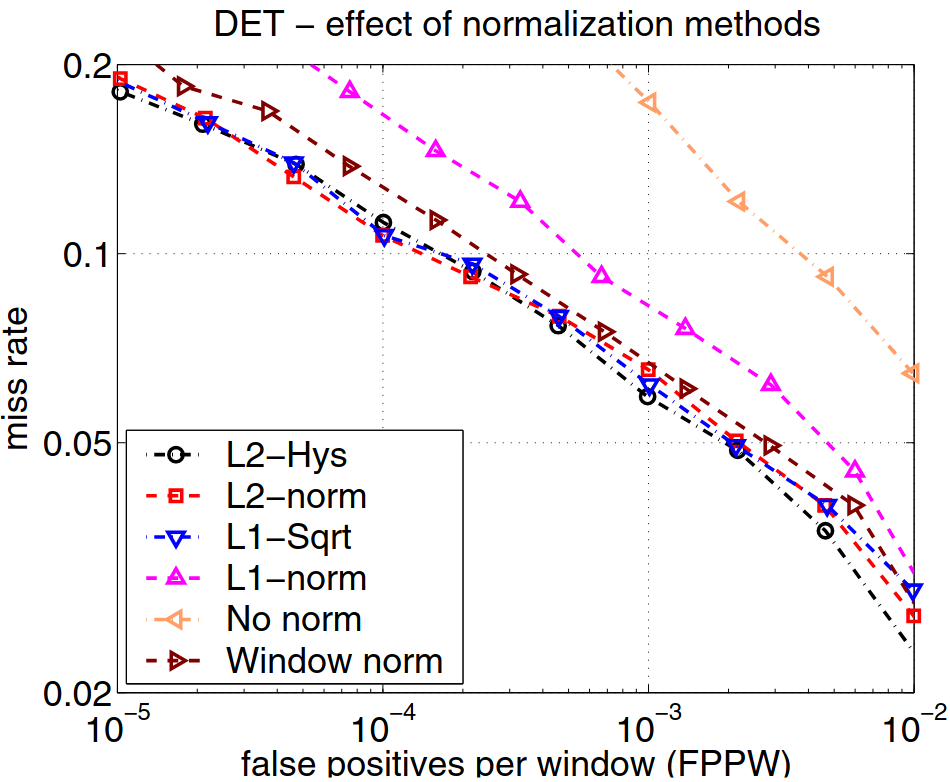 DET − effect of normalization methods
0.2
0.1
0.05
0.02
miss rate
L2−Hys
L2−norm
L1−Sqrt
L1−norm
No norm
Window norm
10−5 10−4 10−3 10−2
false positives per window (FPPW)